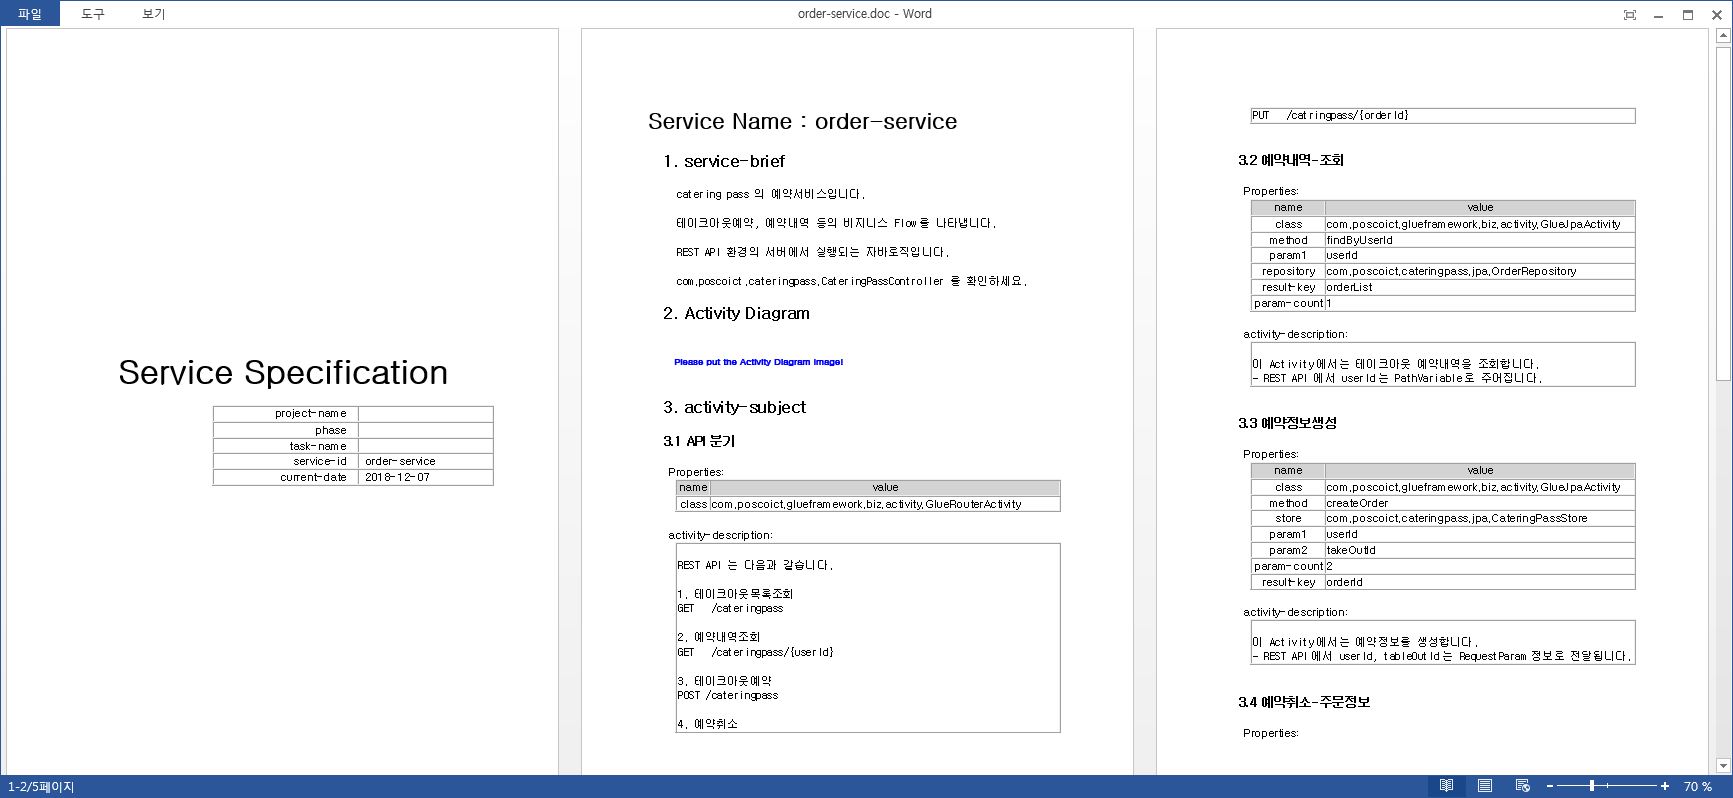 파일
도구
보기
order-service.doc - Word
Service Specification
project-name
phase
task-name
service-id order-service
current-date 2018-12-07
Service Name : order-service
1. service-brief
catering pass 의 예약서비스입니다.
테이크아웃예약, 예약내역 등의 비지니스 Flow를 나타냅니다.
REST API 환경의 서버에서 실행되는 자바로직입니다.
com.poscoict.cateringpass.CateringPassController 를 확인하세요.
2. Activity Diagram
Please put the Activity Diagram Image!
3. activity-subject
3.1 API 분기
Properties:
name value
class com.poscoict.glueframework.biz.activity.GlueRouterActivity
activity-description:
REST API 는 다음과 같습니다.
1. 테이크아웃목록조회
GET /cateringpass
2. 예약내역조회
GET /cateringpass/{userId}
3. 테이크아웃예약
POST /cateringpass
4. 예약취소
PUT /catringpass/{orderId}
3.2 예약내역-조회
Properties:
name value
class com.poscoict.glueframework.biz.activity.GlueJpaActivity
method findByUserId
param1 userId
repository com.poscoict.cateringpass.jpa.OrderRepository
result-key orderList
param-count 1
activity-description:
이 Activity에서는 테이크아웃 예약내역을 조회합니다.
- REST API 에서 userId는 PathVariable로 주어집니다.
3.3 예약정보생성
Properties:
name value
class com.poscoict.glueframework.biz.activity.GlueJpaActivity
method createOrder
store com.poscoict.cateringpass.jpa.CateringPassStore
param1 userId
param2 takeOutId
param-count 2
result-key orderId
activity-description:
이 Activity에서는 예약정보를 생성합니다.
- REST API에서 userId, tableOutId는 RequestParam 정보로 전달됩니다.
3.4 예약취소-주문정보
Properties:
1-2/5페이지
70 %